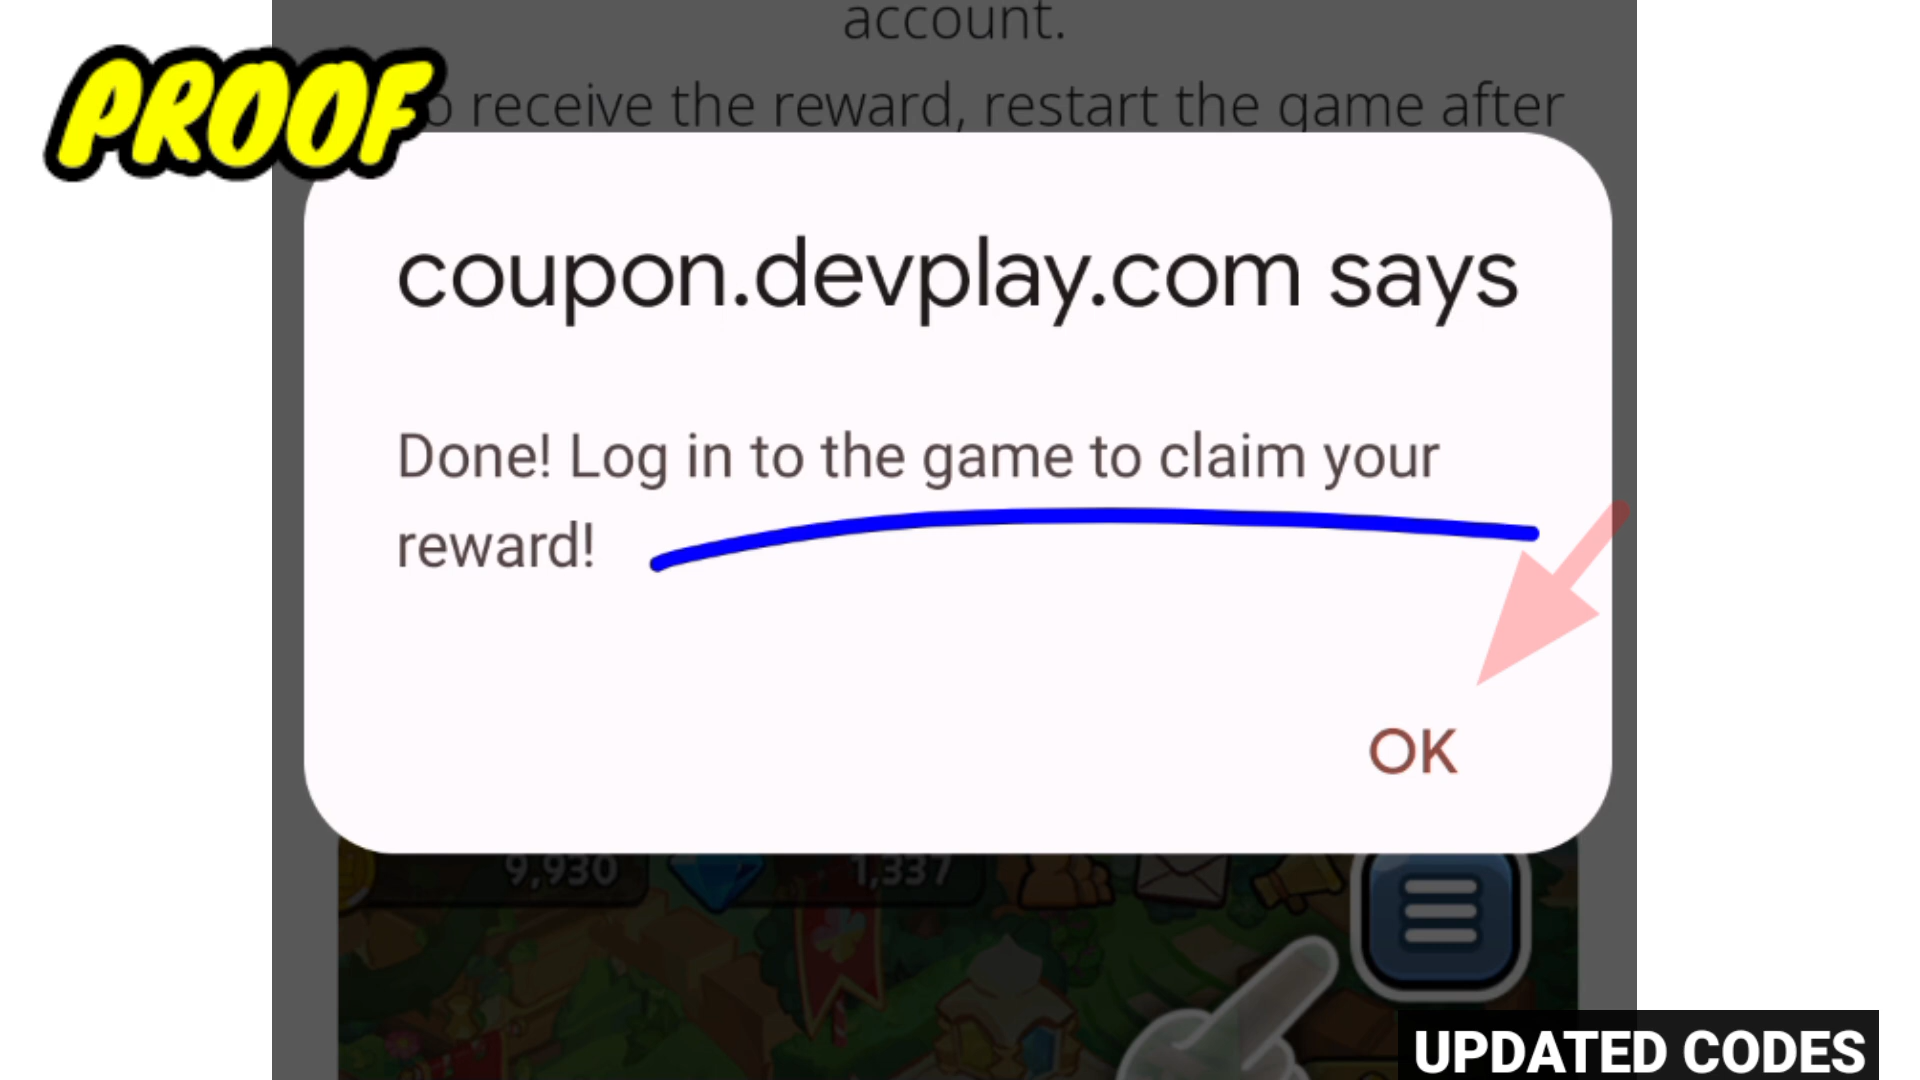 account.
PROOF
receive the reward, restart the game after
coupon.devplay.com says
Done! Log in to the game to claim your
reward!
OK
9,930
1,337
UPDATED CODES